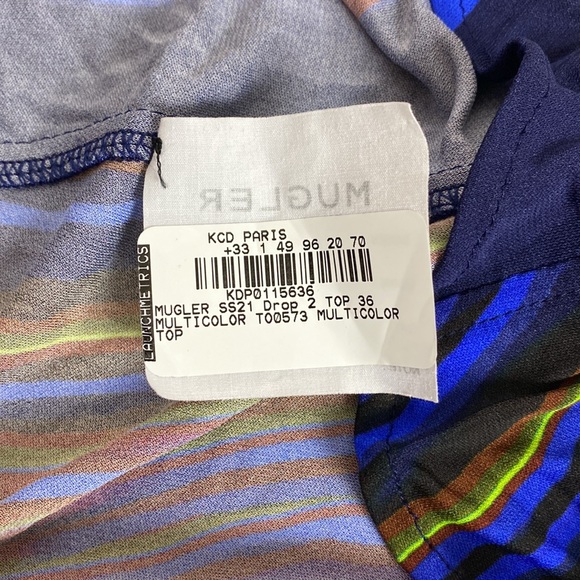 MUGLER
KCD PARIS
+33 1 49 96 20 70
KDP0115636
MUGLER SS21 Drop 2 TOP 36
MULTICOLOR TO0573 MULTICOLOR
TOP
LAUNCHMETRICS